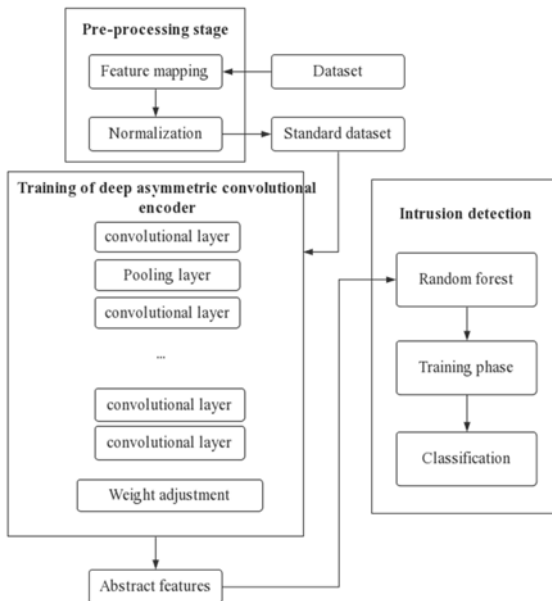 Pre-processing stage
Feature mapping
Dataset
Normalization
Standard dataset
Training of deep asymmetric convolutional
encoder
convolutional layer
Pooling layer
convolutional layer
...
convolutional layer
convolutional layer
Weight adjustment
Abstract features
Intrusion detection
Random forest
Training phase
Classification